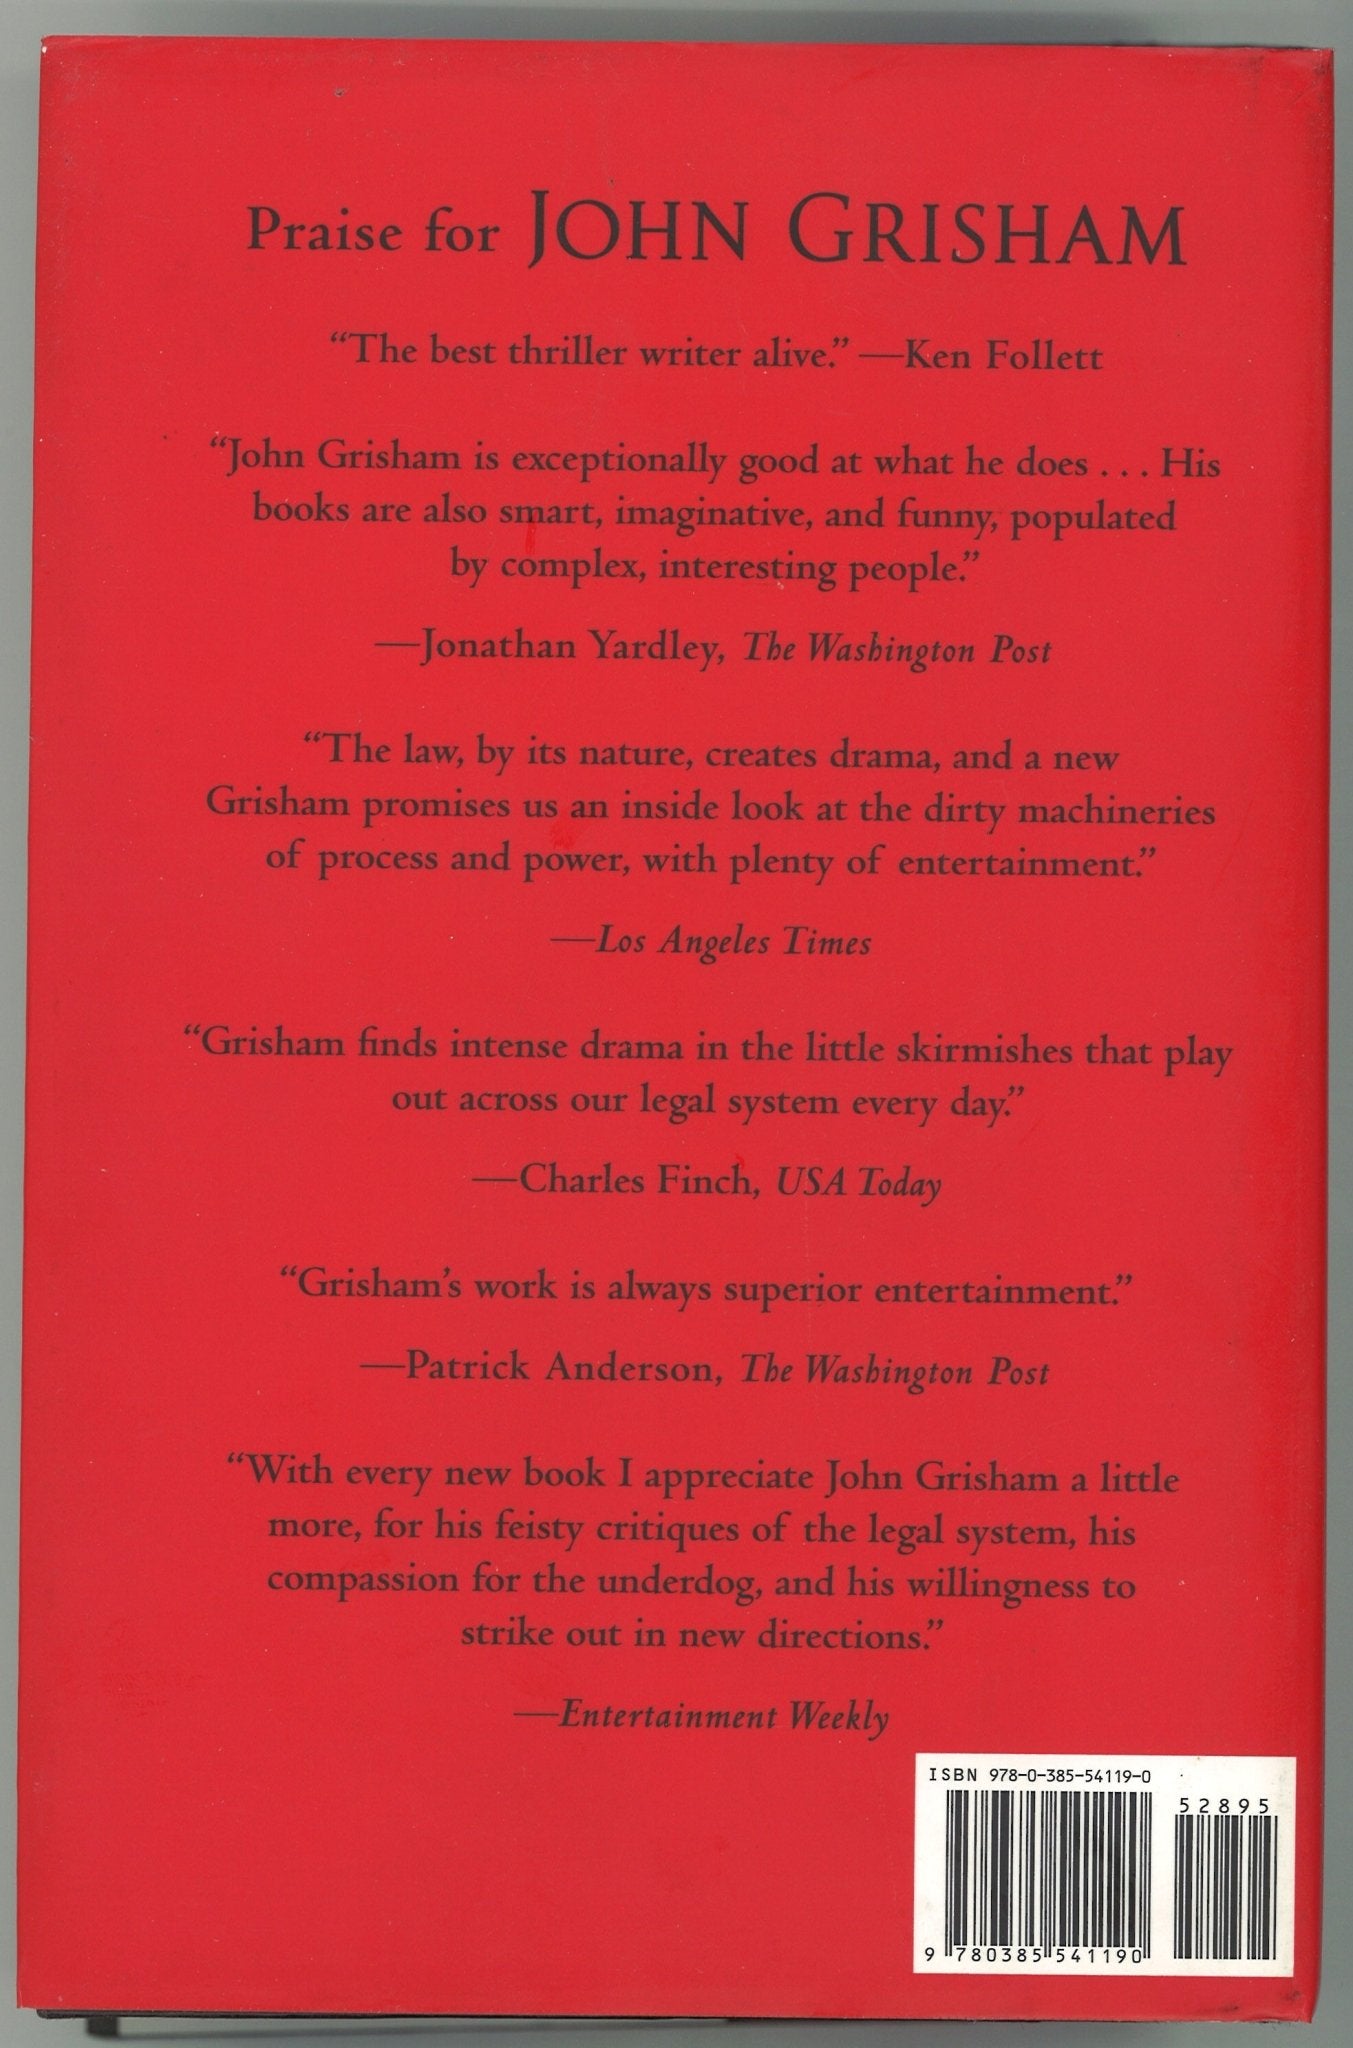 Praise for JOHN GRISHAM
“The best thriller writer alive.” —Ken Follett
“John Grisham is exceptionally good at what he does . . . His
books are also smart, imaginative, and funny, populated
by complex, interesting people.”
—Jonathan Yardley, The Washington Post
“The law, by its nature, creates drama, and a new
Grisham promises us an inside look at the dirty machineries
of process and power, with plenty of entertainment.”
—Los Angeles Times
“Grisham finds intense drama in the little skirmishes that play
out across our legal system every day.”
—Charles Finch, USA Today
“Grisham’s work is always superior entertainment.”
—Patrick Anderson, The Washington Post
“With every new book I appreciate John Grisham a little
more, for his feisty critiques of the legal system, his
compassion for the underdog, and his willingness to
strike out in new directions.”
—Entertainment Weekly
ISBN 978-0-385-54119-0
52895
9 780385 541190